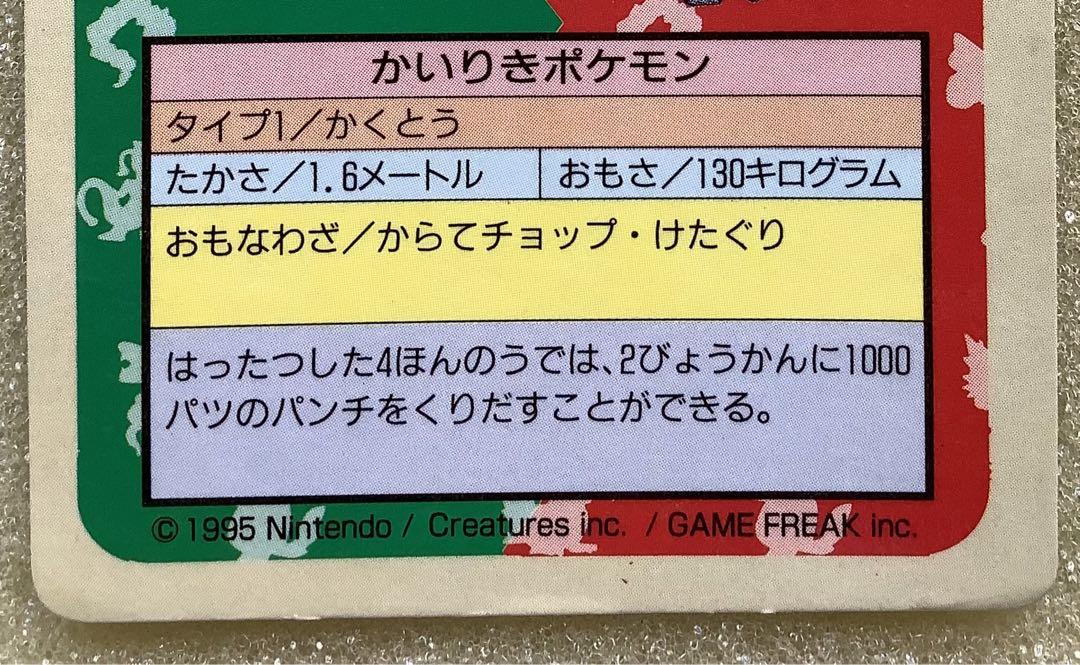 かいりきポケモン
タイプ1／かくとう
たかさ／1.6メートル　おもさ／130キログラム
おもなわざ／からてチョップ・けたぐり
はったつした4ほんのうでは、2びょうかんに1000
パツのパンチをくりだすことができる。
© 1995 Nintendo / Creatures inc. / GAME FREAK inc.